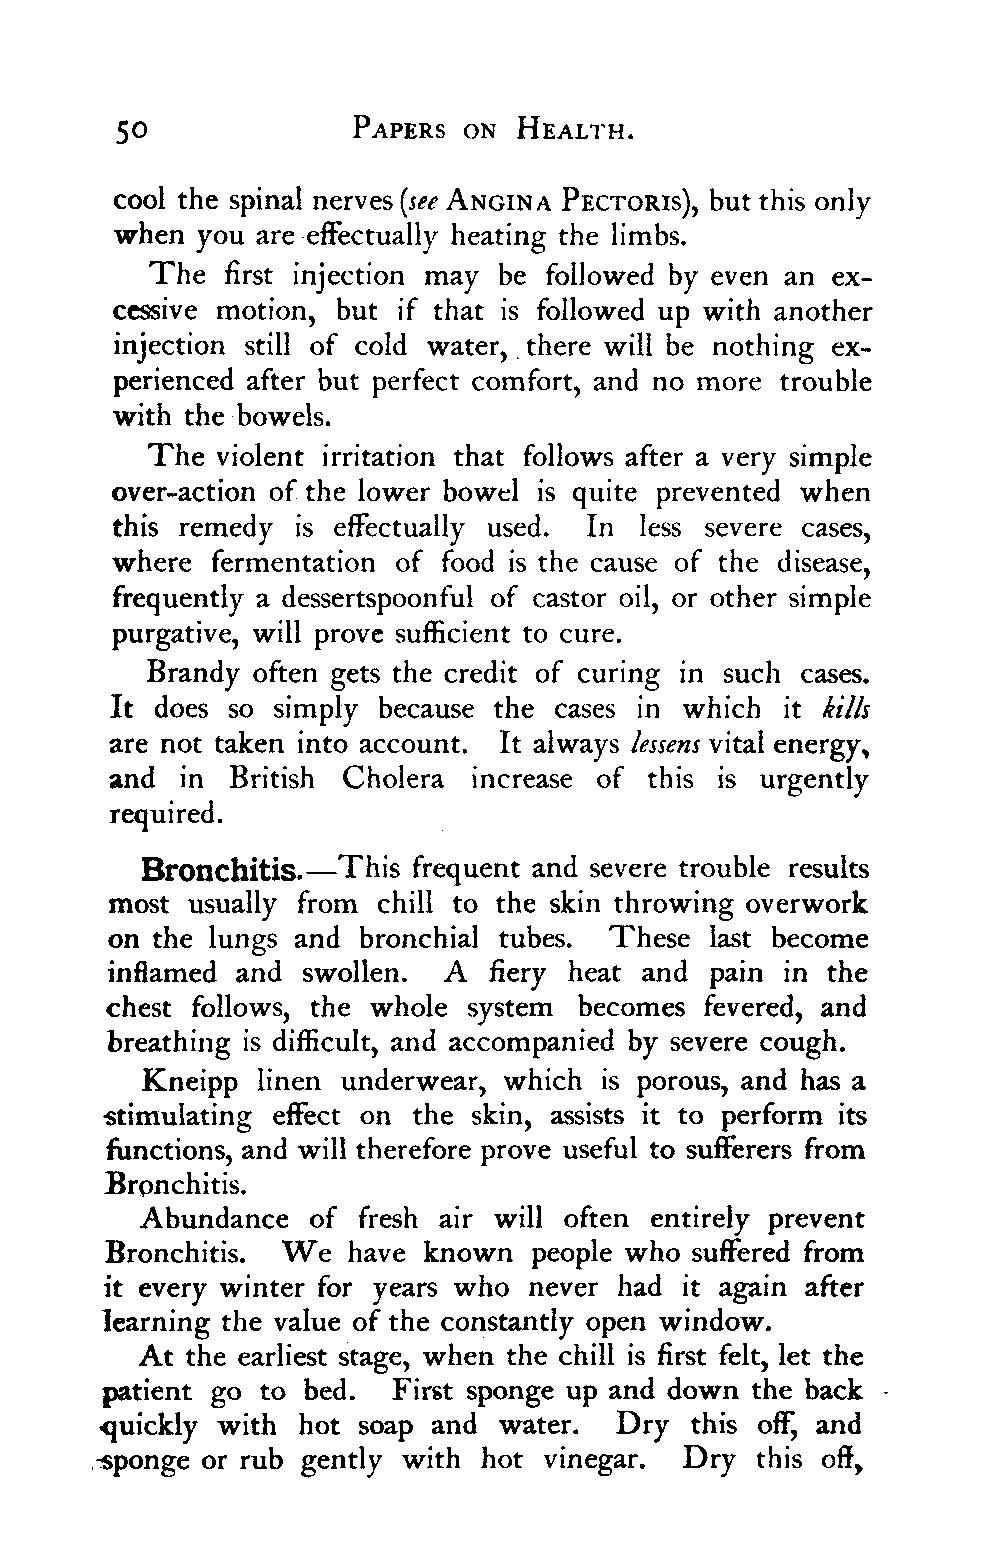 50 PAPERS ON HEALTH.
cool the spinal nerves (see ANGINA PECTORIS), but this only
when you are effectually heating the limbs.
The first injection may be followed by even an ex-
cessive motion, but if that is followed up with another
injection still of cold water, there will be nothing ex-
perienced after but perfect comfort, and no more trouble
with the bowels.
The violent irritation that follows after a very simple
over-action of the lower bowel is quite prevented when
this remedy is effectually used. In less severe cases,
where fermentation of food is the cause of the disease,
frequently a dessertspoonful of castor oil, or other simple
purgative, will prove sufficient to cure.
Brandy often gets the credit of curing in such cases.
It does so simply because the cases in which it kills
are not taken into account. It always lessens vital energy,
and in British Cholera increase of this is urgently
required.
Bronchitis.—This frequent and severe trouble results
most usually from chill to the skin throwing overwork
on the lungs and bronchial tubes. These last become
inflamed and swollen. A fiery heat and pain in the
chest follows, the whole system becomes fevered, and
breathing is difficult, and accompanied by severe cough.
Kneipp linen underwear, which is porous, and has a
stimulating effect on the skin, assists it to perform its
functions, and will therefore prove useful to sufferers from
Bronchitis.
Abundance of fresh air will often entirely prevent
Bronchitis. We have known people who suffered from
it every winter for years who never had it again after
learning the value of the constantly open window.
At the earliest stage, when the chill is first felt, let the
patient go to bed. First sponge up and down the back
quickly with hot soap and water. Dry this off, and
sponge or rub gently with hot vinegar. Dry this off,